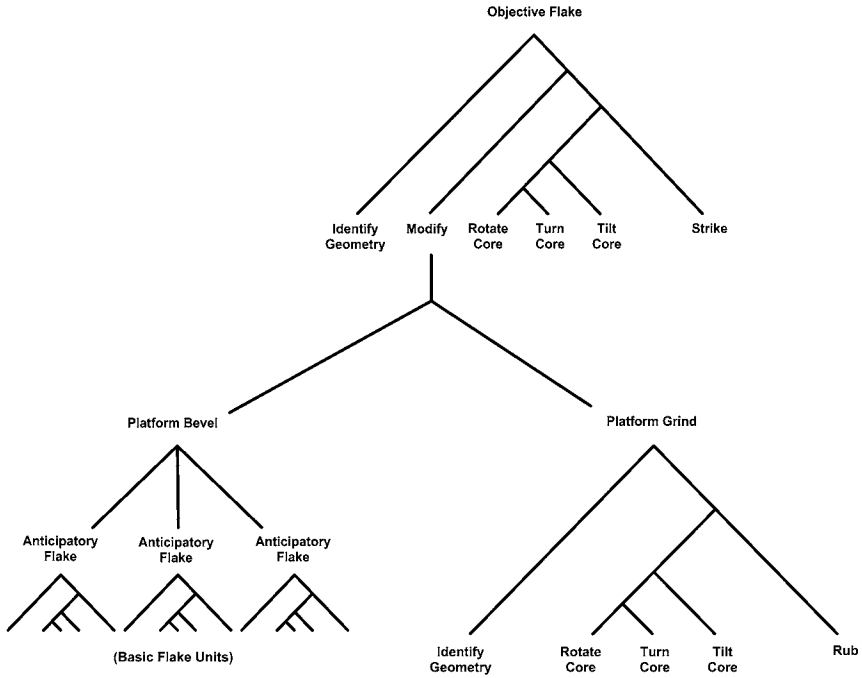 Objective Flake
Identify
Geometry
Modify
Rotate
Core
Turn
Core
Tilt
Core
Strike
Platform Bevel
Platform Grind
Anticipatory
Flake
Anticipatory
Flake
Anticipatory
Flake
(Basic Flake Units)
Identify
Geometry
Rotate
Core
Turn
Core
Tilt
Core
Rub